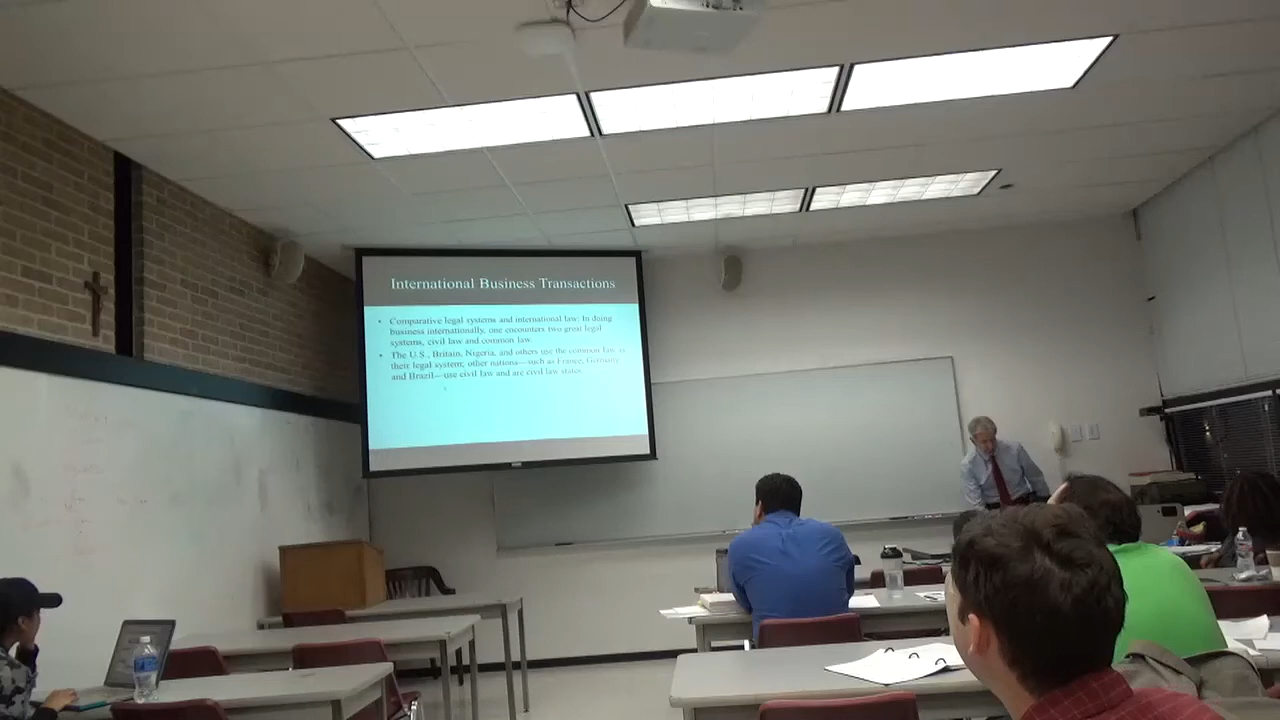 International Business Transactions
• Comparative legal systems and international law: In doing
business internationally, one encounters two great legal
systems, civil law and common law.
• The U.S., Britain, Nigeria, and others use the common law as
their legal system; other nations—such as France, Germany
and Brazil—use civil law and are civil law states